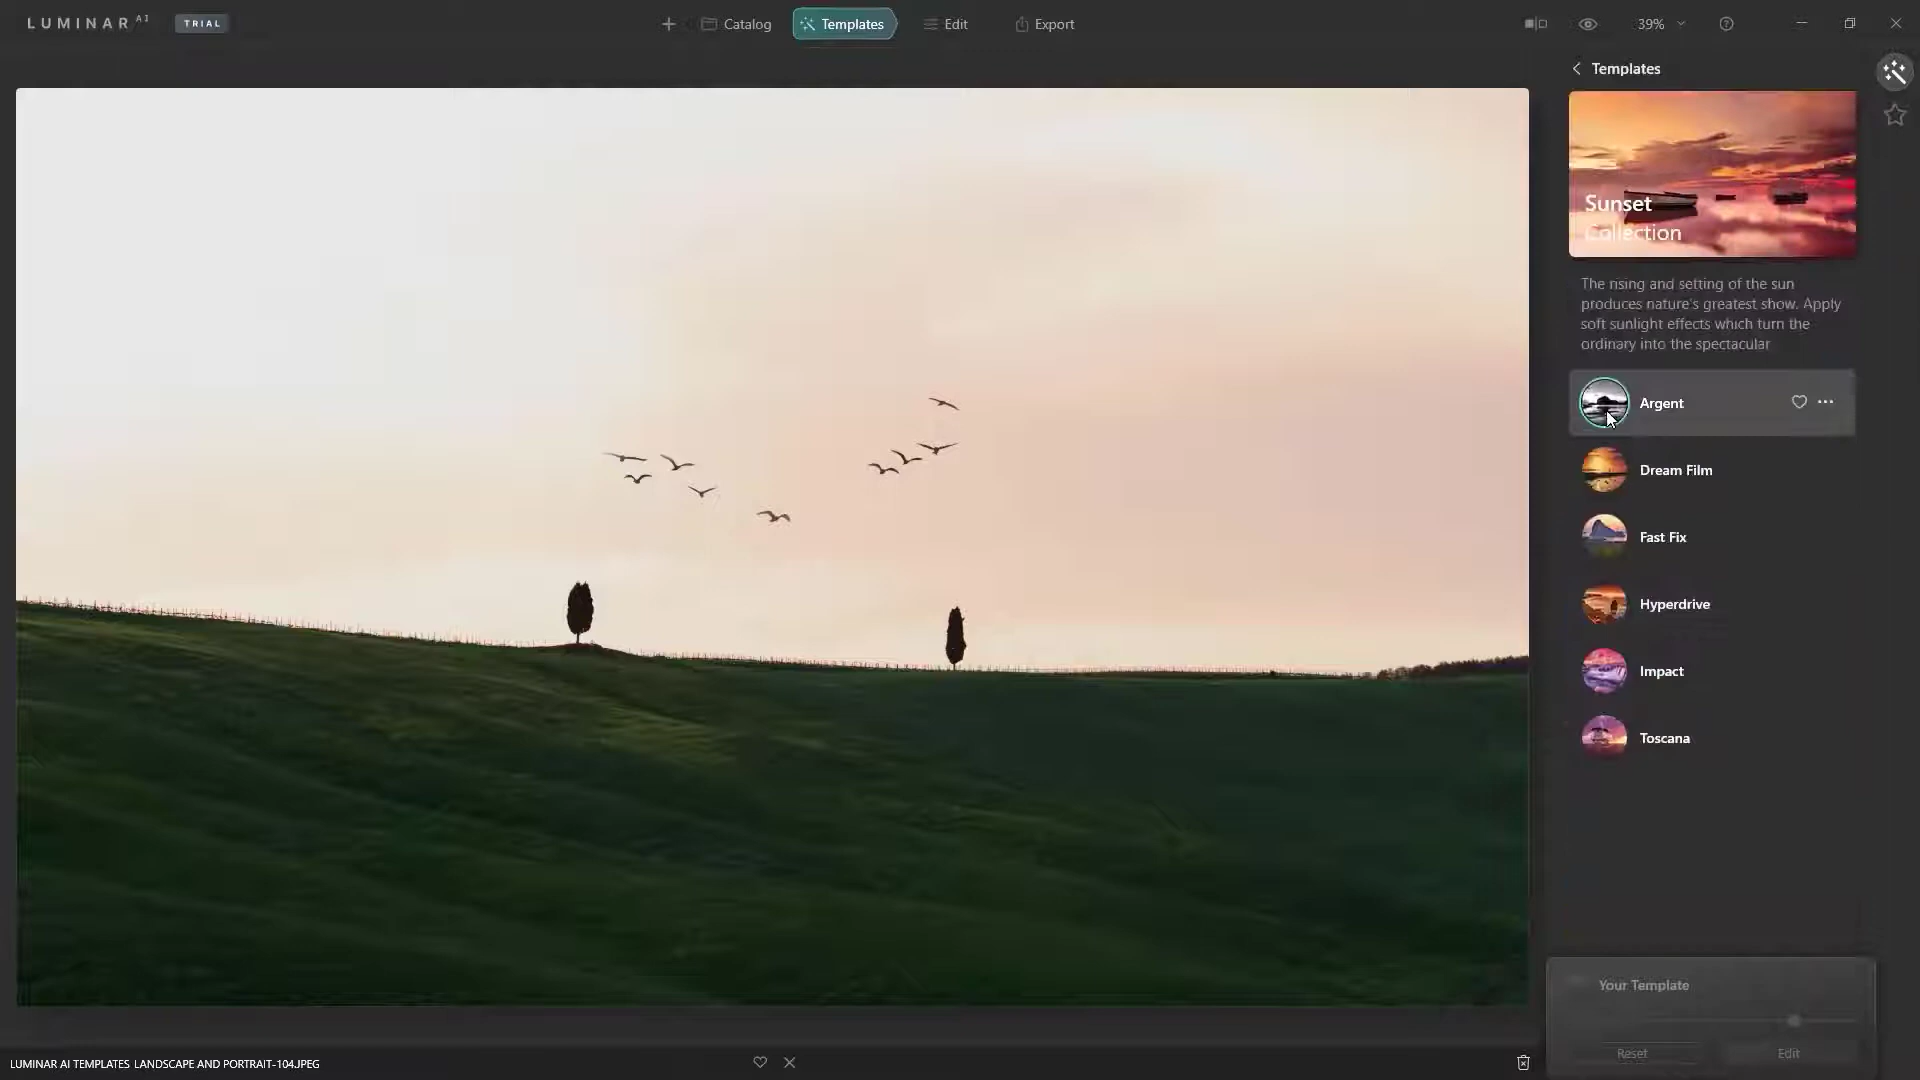 LUMINAR AI TRIAL
Catalog Templates Edit Export
39%
Templates
Sunset
Collection
The rising and setting of the sun
produces nature's greatest show. Apply
soft sunlight effects which turn the
ordinary into the spectacular
Argent
Dream Film
Fast Fix
Hyperdrive
Impact
Toscana
Your Template
Reset Edit
LUMINAR AI TEMPLATES LANDSCAPE AND PORTRAIT-104.JPEG